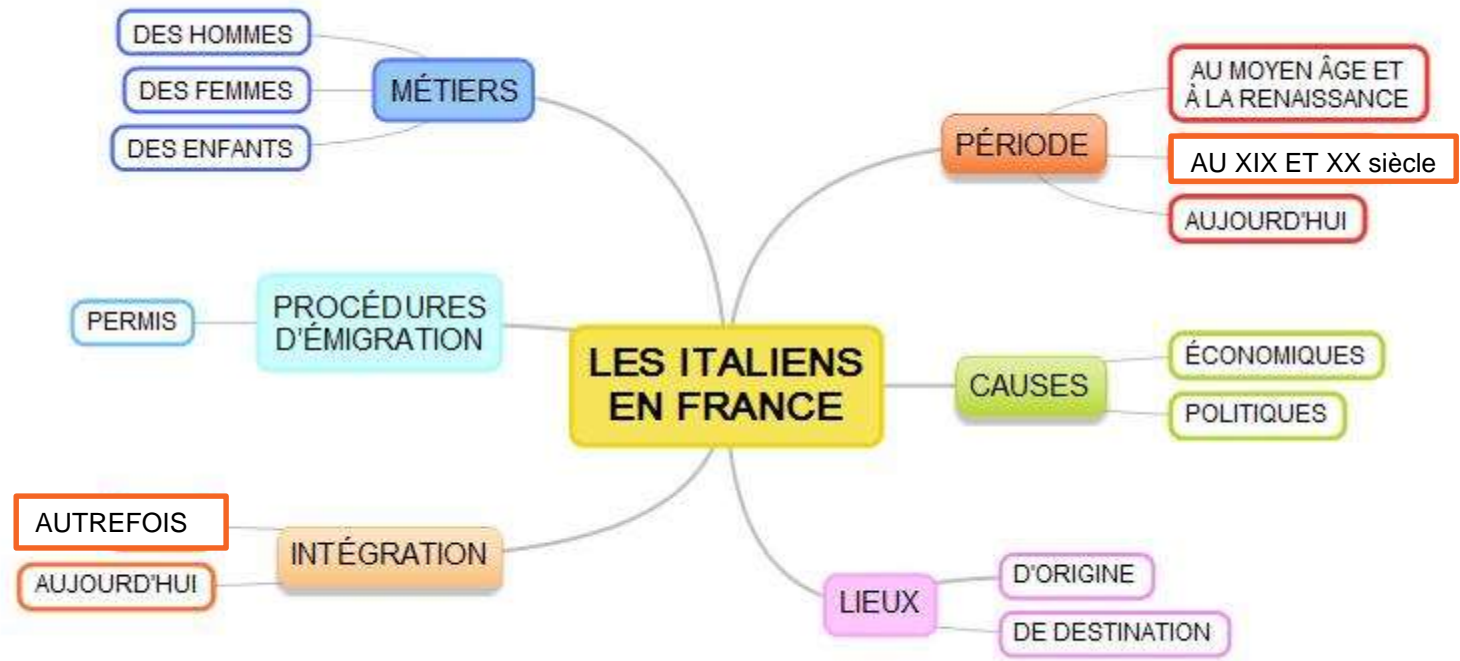 LES ITALIENS
EN FRANCE
MÉTIERS
DES HOMMES
DES FEMMES
DES ENFANTS
PÉRIODE
AU MOYEN ÂGE ET
À LA RENAISSANCE
AU XIX ET XX siècle
AUJOURD'HUI
PROCÉDURES
D'ÉMIGRATION
PERMIS
CAUSES
ÉCONOMIQUES
POLITIQUES
INTÉGRATION
AUTREFOIS
AUJOURD'HUI
LIEUX
D'ORIGINE
DE DESTINATION